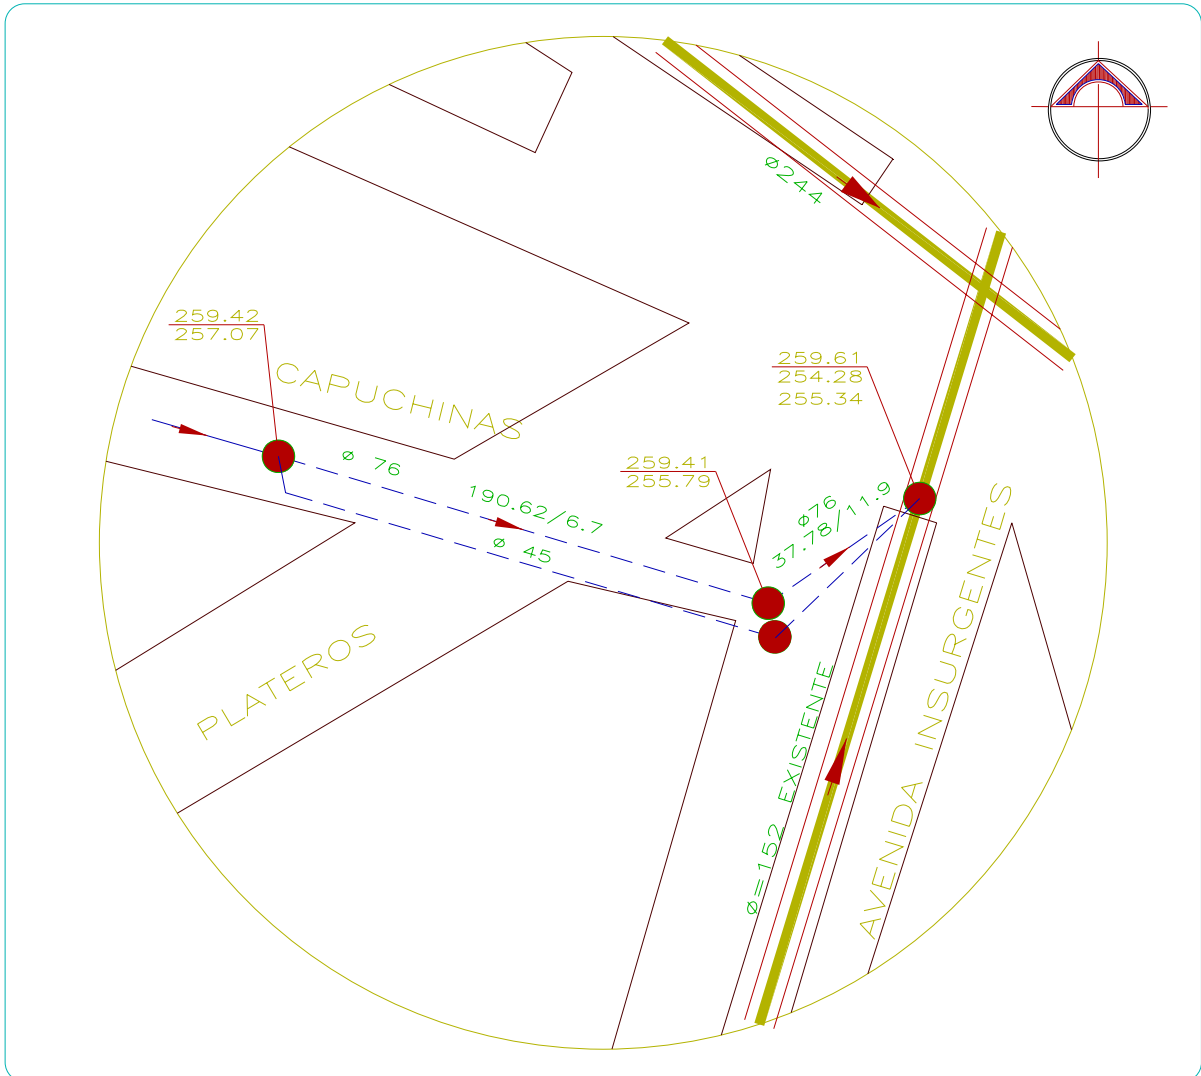 ø244
259.42
257.07
CAPUCHINAS
259.61
254.28
255.34
ø 76
190.62/6.7
ø 45
259.41
255.79
ø76
37.78/11.9
PLATEROS
ø=152 EXISTENTE
AVENIDA INSURGENTES